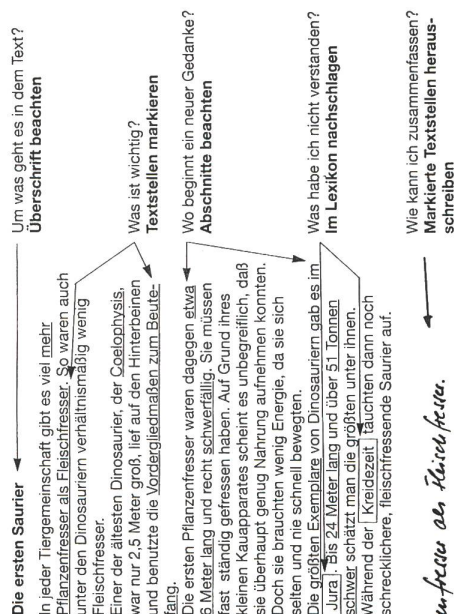 Die ersten Saurier
In jeder Tiergemeinschaft gibt es viel mehr
Pflanzenfresser als Fleischfresser. So waren auch
unter den Dinosauriern verhältnismäßig wenig
Fleischfresser.
Einer der ältesten Dinosaurier, der Coelophysis,
war nur 2,5 Meter groß, lief auf den Hinterbeinen
und benutzte die Vordergliedmaßen zum Beute-
fang.
Die ersten Pflanzenfresser waren dagegen etwa
6 Meter lang und recht schwerfällig. Sie müssen
fast ständig gefressen haben. Auf Grund ihres
kleinen Kauapparates scheint es unbegreiflich, daß
sie überhaupt genug Nahrung aufnehmen konnten.
Doch sie brauchten wenig Energie, da sie sich
selten und nie schnell bewegten.
Die größten Exemplare von Dinosauriern gab es im
Jura. Bis 24 Meter lang und über 51 Tonnen
schwer schätzt man die größten unter ihnen.
Während der Kreidezeit tauchten dann noch
schrecklichere, fleischfressende Saurier auf.
als Fleischfresser.
Um was geht es in dem Text?
Überschrift beachten
Was ist wichtig?
Textstellen markieren
Wo beginnt ein neuer Gedanke?
Abschnitte beachten
Was habe ich nicht verstanden?
Im Lexikon nachschlagen
Wie kann ich zusammenfassen?
Markierte Textstellen heraus-
schreiben